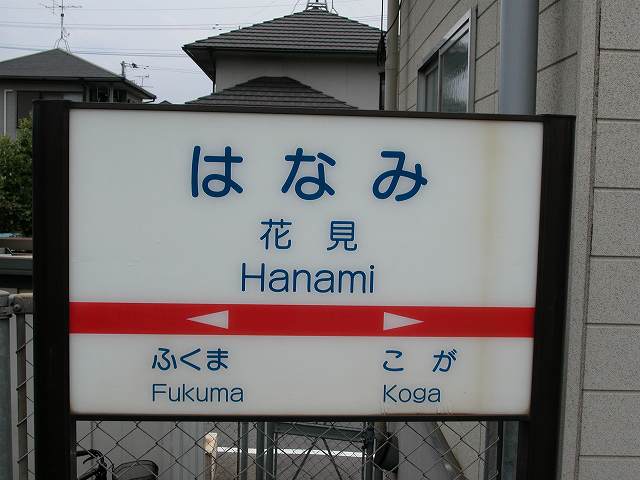 はなみ
花見
Hanami
ふくま こが
Fukuma Koga